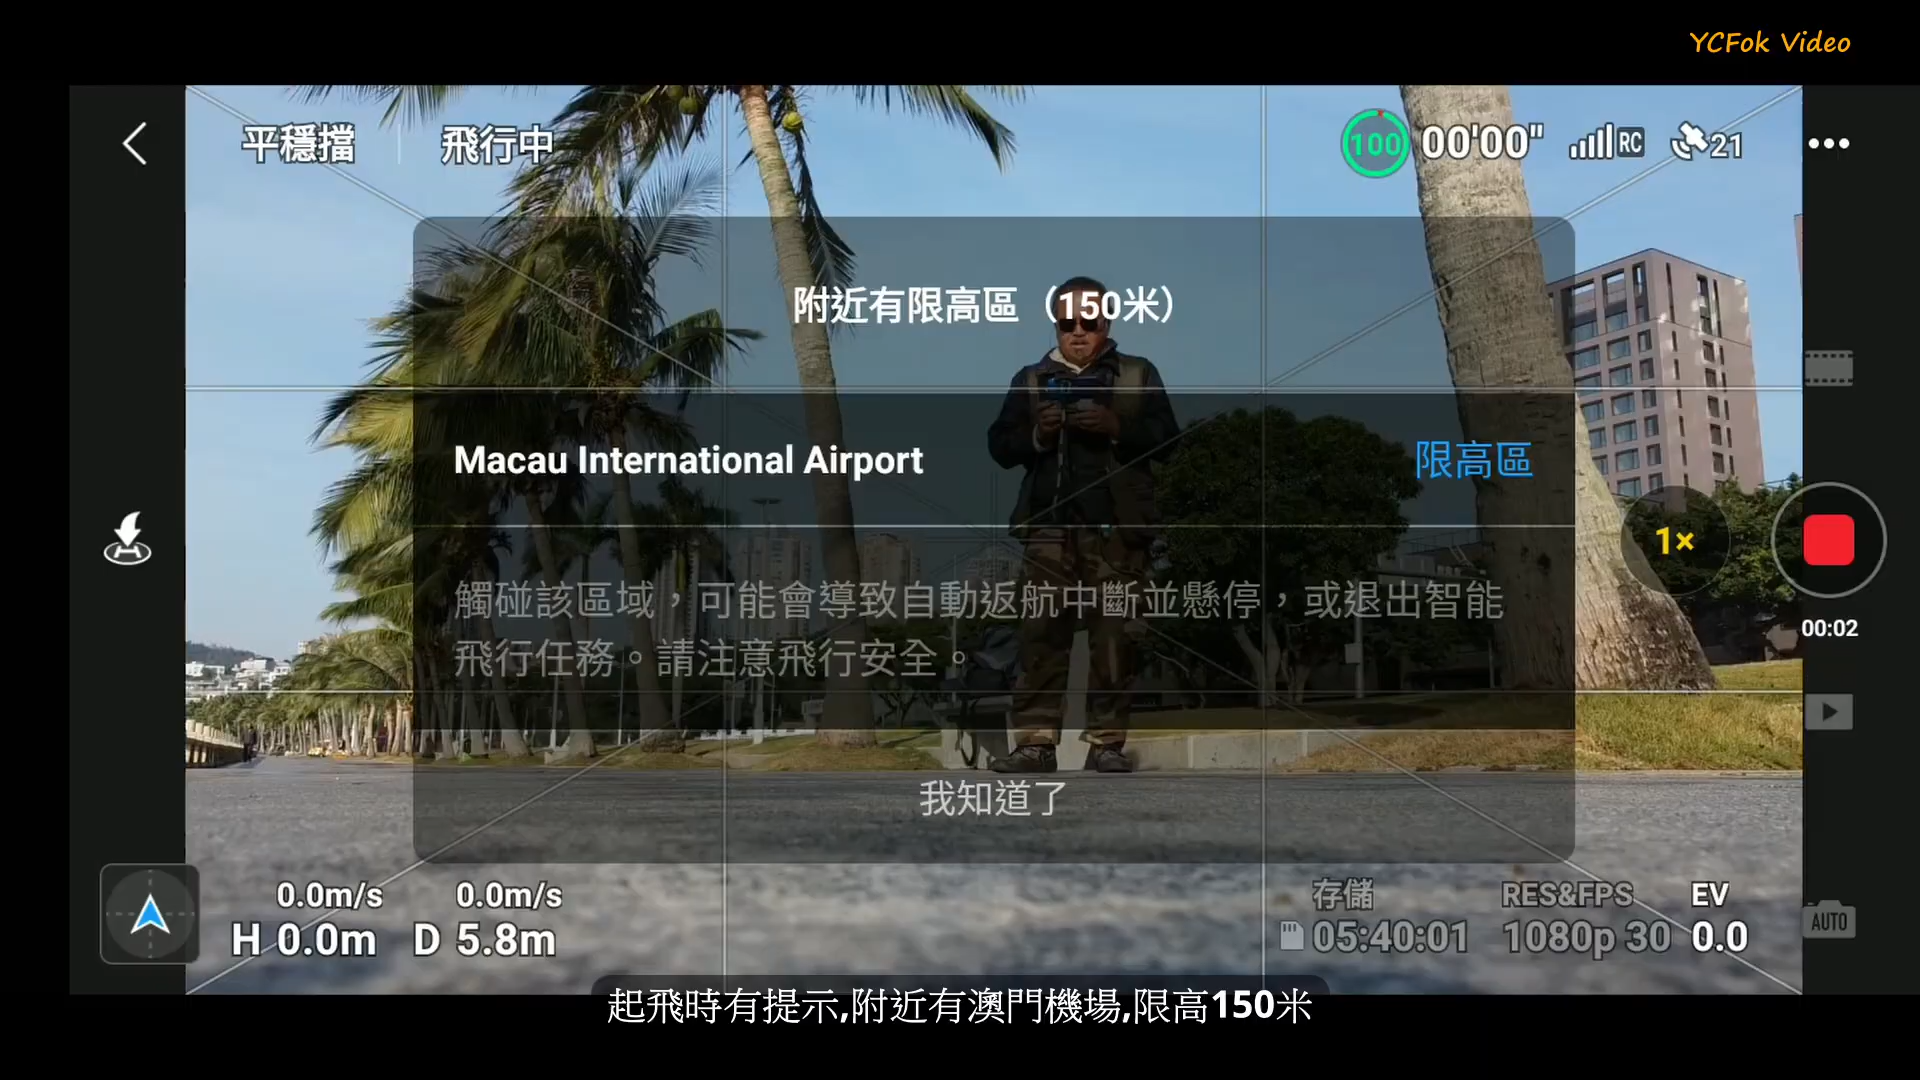 YCFok Video
平穩擋
飛行中
100
00'00"
RC
21
附近有限高區（150米）
Macau International Airport
限高區
1×
觸碰該區域，可能會導致自動返航中斷並懸停，或退出智能
飛行任務。請注意飛行安全。
00:02
我知道了
0.0m/s
0.0m/s
H 0.0m
D 5.8m
存儲
05:40:01
RES&FPS
1080p 30
EV
0.0
AUTO
起飛時有提示,附近有澳門機場,限高150米